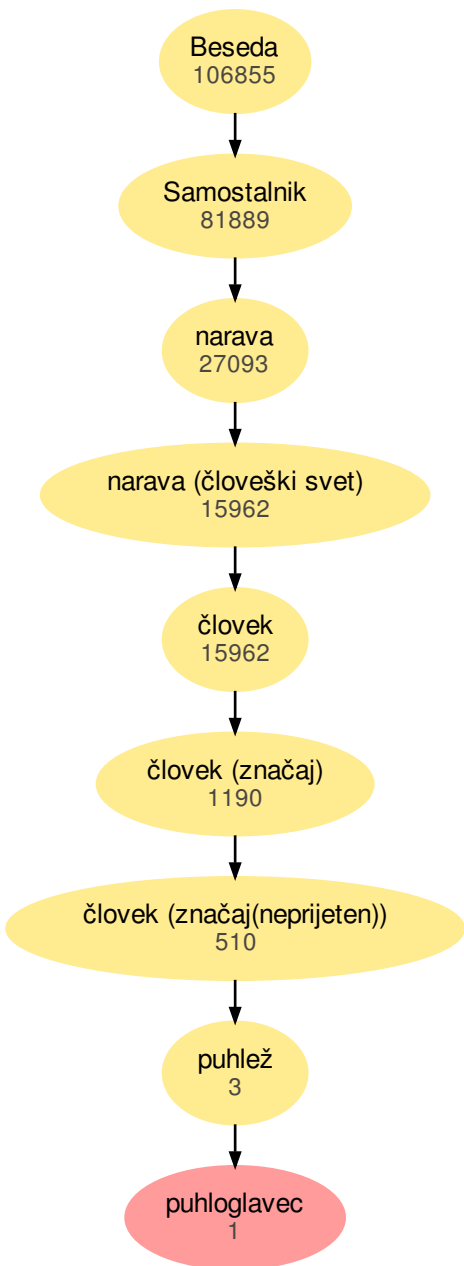 Beseda
106855
Samostalnik
81889
narava
27093
narava (človeški svet)
15962
človek
15962
človek (značaj)
1190
človek (značaj(neprijeten))
510
puhlež
3
puhloglavec
1